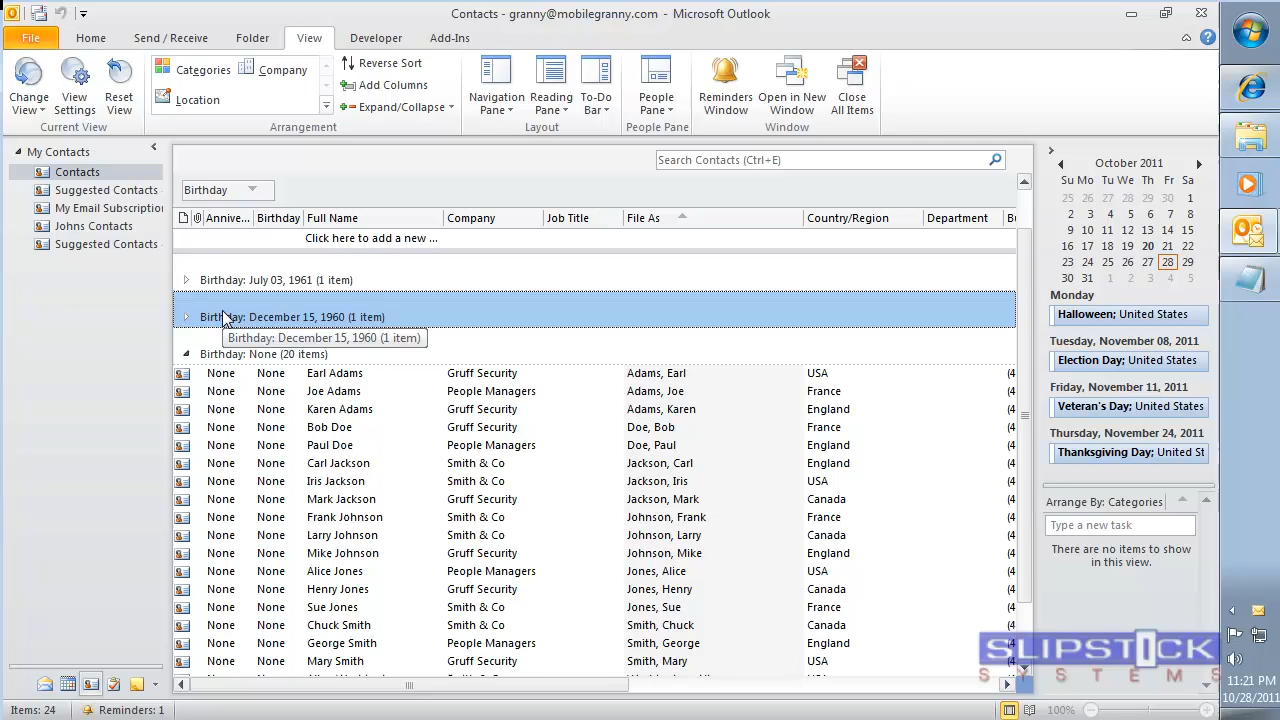 Contacts - granny@mobilegranny.com - Microsoft Outlook
File Home Send / Receive Folder View Developer Add-Ins
Change View
View Settings
Reset View
Current View
Categories Company
Location
Reverse Sort
Add Columns
Expand/Collapse
Arrangement
Navigation Pane
Reading Pane
To-Do Bar
Layout
People Pane
People Pane
Reminders Window
Open in New Window
Close All Items
Window
My Contacts
Contacts
Suggested Contacts
My Email Subscription
Johns Contacts
Suggested Contacts
Search Contacts (Ctrl+E)
Birthday
Annive... Birthday Full Name Company Job Title File As Country/Region Department Bu
Click here to add a new ...
Birthday: July 03, 1961 (1 item)
Birthday: December 15, 1960 (1 item)
Birthday: December 15, 1960 (1 item)
Birthday: None (20 items)
None None Earl Adams Gruff Security Adams, Earl USA (4
None None Joe Adams People Managers Adams, Joe France (4
None None Karen Adams Gruff Security Adams, Karen England (4
None None Bob Doe Gruff Security Doe, Bob France (4
None None Paul Doe People Managers Doe, Paul England (4
None None Carl Jackson Smith & Co Jackson, Carl England (4
None None Iris Jackson Smith & Co Jackson, Iris USA (4
None None Mark Jackson Gruff Security Jackson, Mark Canada (4
None None Frank Johnson Smith & Co Johnson, Frank France (4
None None Larry Johnson Smith & Co Johnson, Larry Canada (4
None None Mike Johnson Gruff Security Johnson, Mike England (4
None None Alice Jones People Managers Jones, Alice USA (4
None None Henry Jones Gruff Security Jones, Henry Canada (4
None None Sue Jones Smith & Co Jones, Sue France (4
None None Chuck Smith Smith & Co Smith, Chuck Canada (4
None None George Smith People Managers Smith, George England (4
None None Mary Smith Gruff Security Smith, Mary USA (4
October 2011
Su Mo Tu We Th Fr Sa
25 26 27 28 29 30 1
2 3 4 5 6 7 8
9 10 11 12 13 14 15
16 17 18 19 20 21 22
23 24 25 26 27 28 29
30 31 1 2 3 4 5
Monday
Halloween; United States
Tuesday, November 08, 2011
Election Day; United States
Friday, November 11, 2011
Veteran's Day; United States
Thursday, November 24, 2011
Thanksgiving Day; United St
Arrange By: Categories
Type a new task
There are no items to show
in this view.
SLIPSTICK
SYSTEMS
Items: 24 Reminders: 1
100%
11:21 PM
10/28/2011